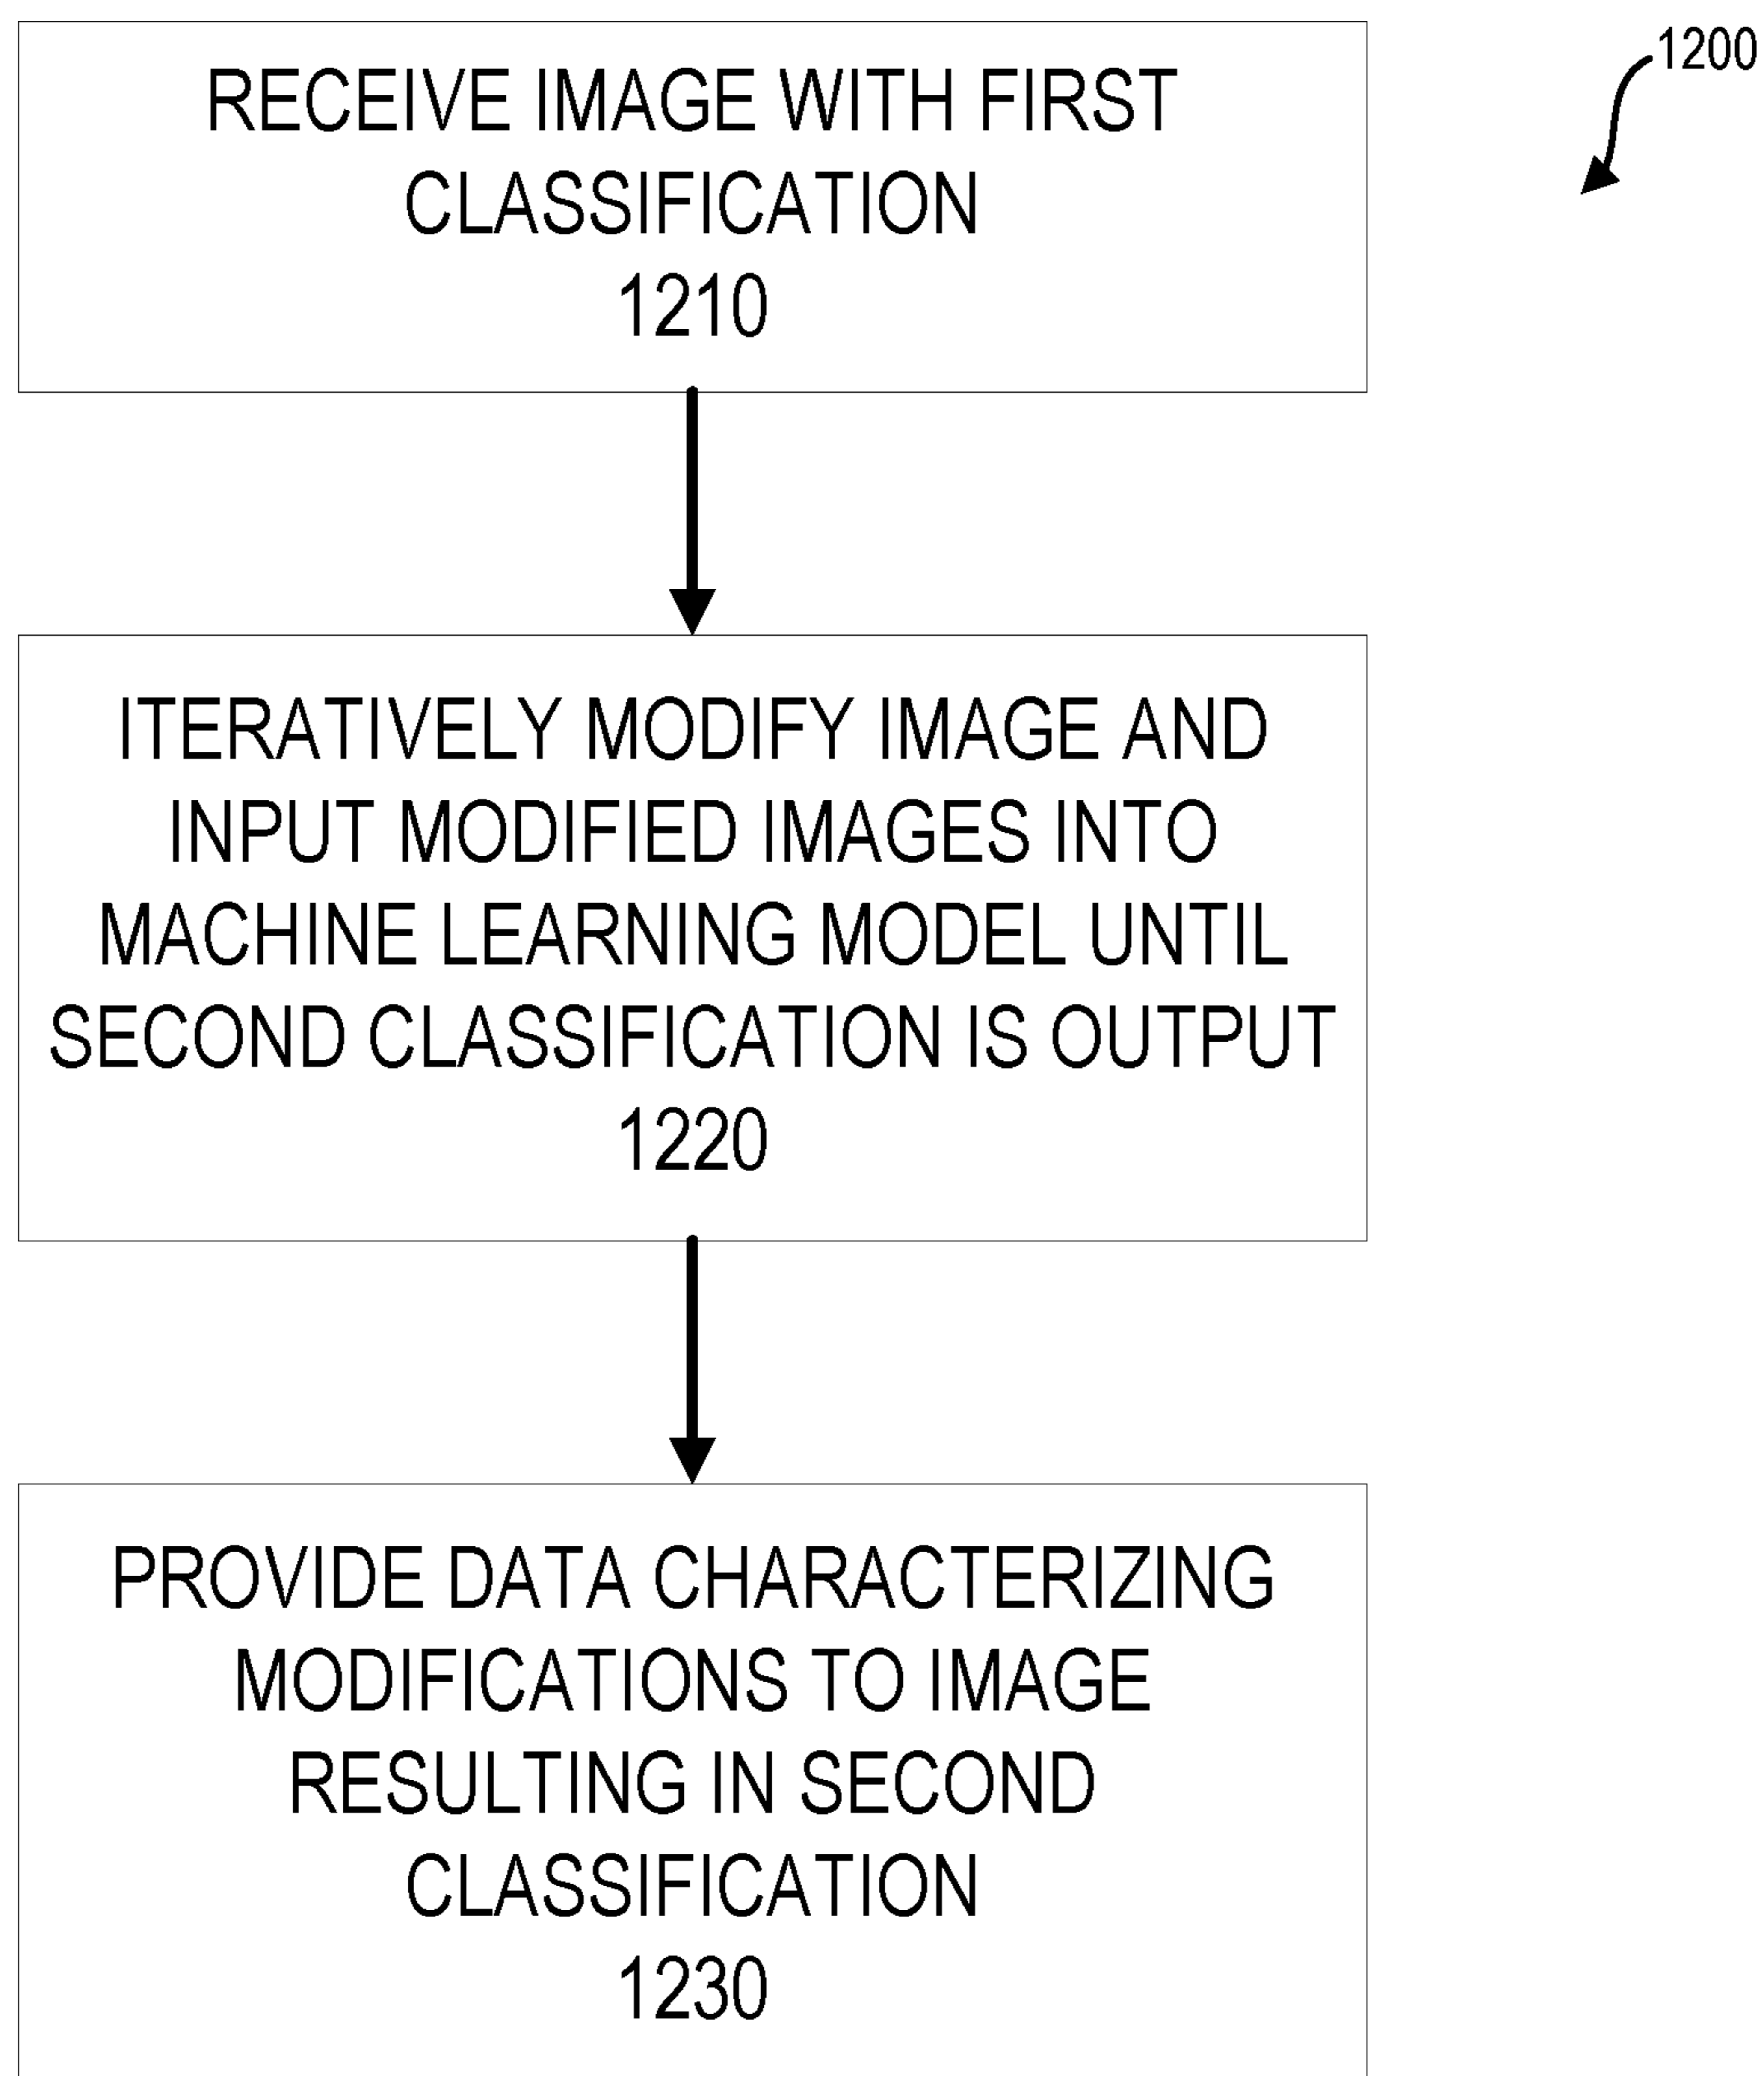 1200
RECEIVE IMAGE WITH FIRST
CLASSIFICATION
1210
ITERATIVELY MODIFY IMAGE AND
INPUT MODIFIED IMAGES INTO
MACHINE LEARNING MODEL UNTIL
SECOND CLASSIFICATION IS OUTPUT
1220
PROVIDE DATA CHARACTERIZING
MODIFICATIONS TO IMAGE
RESULTING IN SECOND
CLASSIFICATION
1230